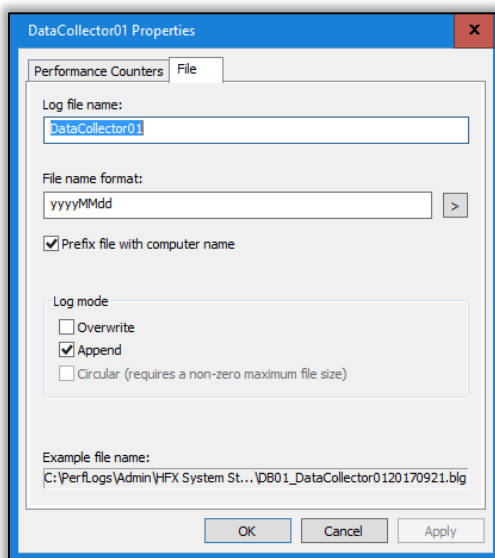 DataCollector01 Properties
x
Performance Counters File
Log file name:
DataCollector01
File name format:
yyyyMMdd
>
Prefix file with computer name
Log mode
Overwrite
Append
Circular (requires a non-zero maximum file size)
Example file name:
C:\PerfLogs\Admin\HFX System St...\DB01_DataCollector0120170921.blg
OK Cancel Apply